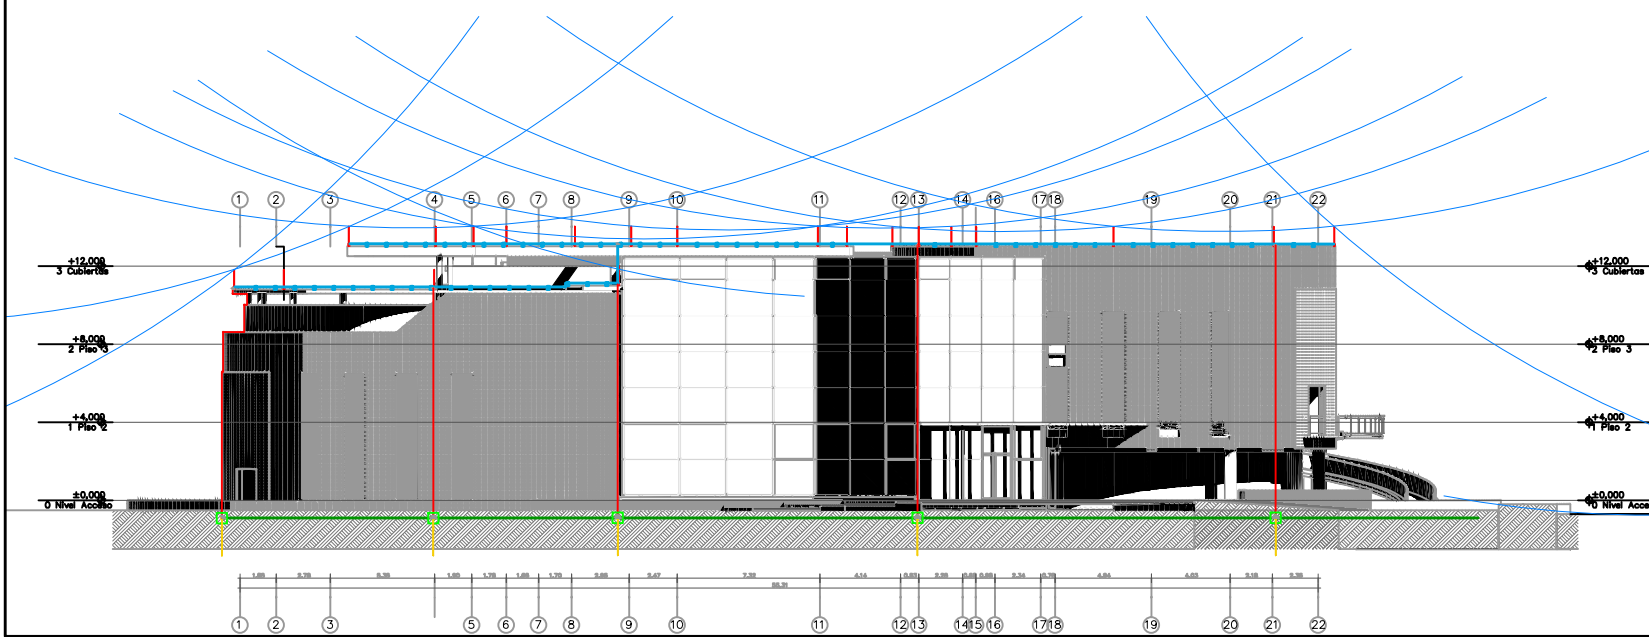 1 2 3 4 5 6 7 8 9 10 11 12 13 14 16 17 18 19 20 21 22
+12,000
3 Cubiertas
+12,000
3 Cubiertas
+8,000
2 Piso 3
+8,000
2 Piso 3
+4,000
1 Piso 2
+4,000
1 Piso 2
±0,000
0 Nivel Acceso
±0,000
0 Nivel Acce
7.32 4.14
1 2 3 5 6 7 8 9 10 11 12 13 14 15 16 17 18 19 20 21 22